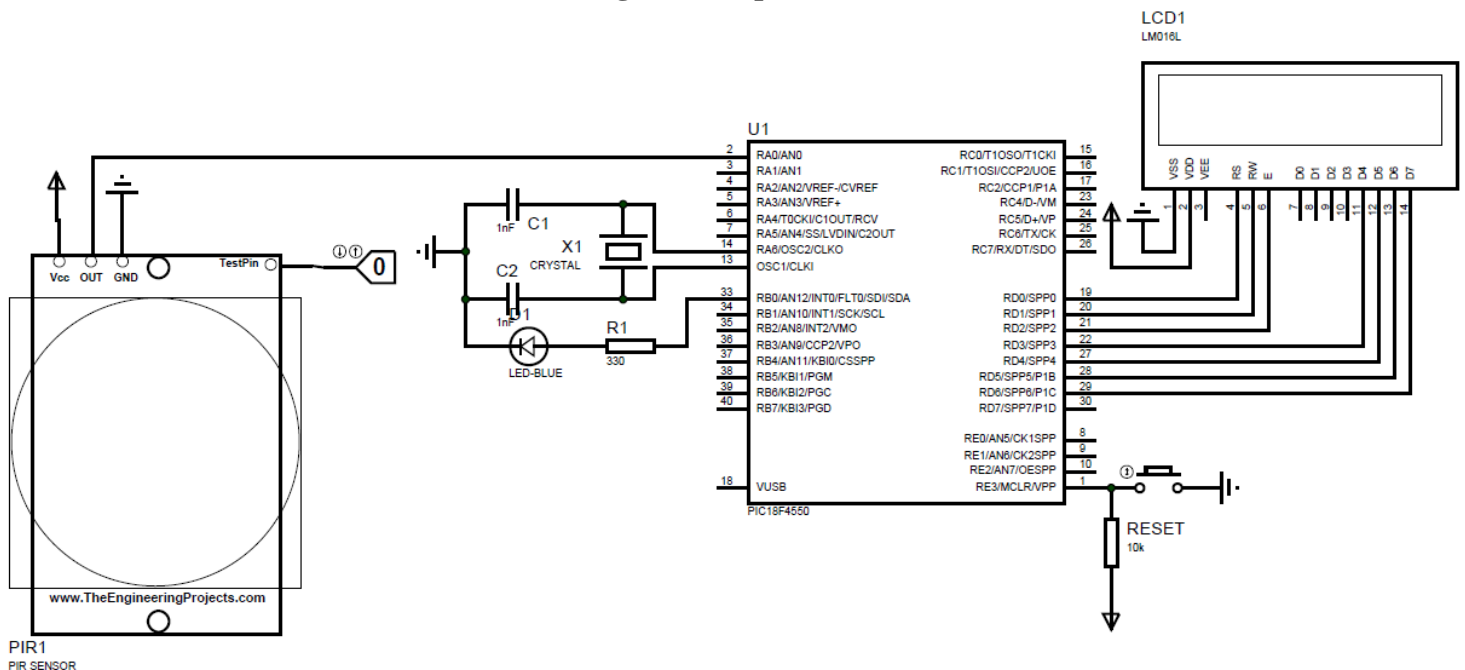 LCD1
LM016L
VSS
VDD
VEE
RS
RW
E
D0
D1
D2
D3
D4
D5
D6
D7
1
2
3
4
5
6
7
8
9
10
11
12
13
14
U1
2 RA0/AN0
3 RA1/AN1
4 RA2/AN2/VREF-/CVREF
5 RA3/AN3/VREF+
6 RA4/T0CKI/C1OUT/RCV
7 RA5/AN4/SS/LVDIN/C2OUT
14 RA6/OSC2/CLKO
13 OSC1/CLKI
33 RB0/AN12/INT0/FLT0/SDI/SDA
34 RB1/AN10/INT1/SCK/SCL
35 RB2/AN8/INT2/VMO
36 RB3/AN9/CCP2/VPO
37 RB4/AN11/KBI0/CSSPP
38 RB5/KBI1/PGM
39 RB6/KBI2/PGC
40 RB7/KBI3/PGD
18 VUSB
RC0/T1OSO/T1CKI 15
RC1/T1OSI/CCP2/UOE 16
RC2/CCP1/P1A 17
RC4/D-/VM 23
RC5/D+/VP 24
RC6/TX/CK 25
RC7/RX/DT/SDO 26
RD0/SPP0 19
RD1/SPP1 20
RD2/SPP2 21
RD3/SPP3 22
RD4/SPP4 27
RD5/SPP5/P1B 28
RD6/SPP6/P1C 29
RD7/SPP7/P1D 30
RE0/AN5/CK1SPP 8
RE1/AN6/CK2SPP 9
RE2/AN7/OESPP 10
RE3/MCLR/VPP 1
PIC18F4550
C1
1nF
X1
CRYSTAL
C2
1nF
D1
LED-BLUE
R1
330
RESET
10k
Vcc OUT GND
TestPin
0
www.TheEngineeringProjects.com
PIR1
PIR SENSOR